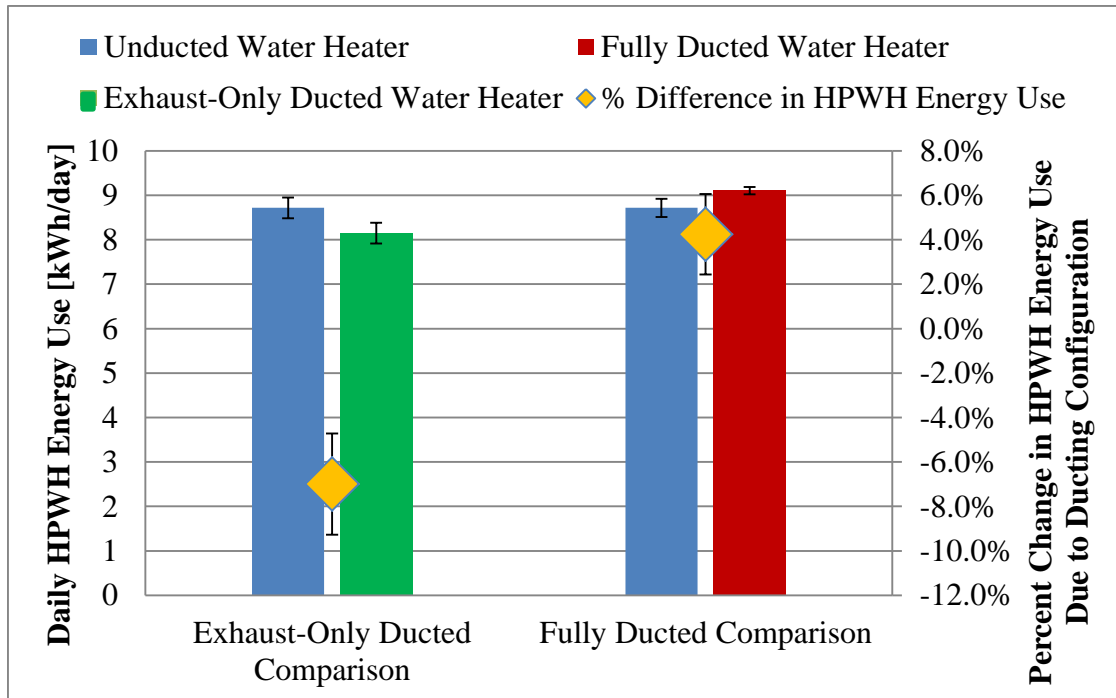 Unducted Water Heater
Fully Ducted Water Heater
Exhaust-Only Ducted Water Heater
% Difference in HPWH Energy Use
Daily HPWH Energy Use [kWh/day]
10
9
8
7
6
5
4
3
2
1
0
8.0%
6.0%
4.0%
2.0%
0.0%
-2.0%
-4.0%
-6.0%
-8.0%
-10.0%
-12.0%
Percent Change in HPWH Energy Use
Due to Ducting Configuration
Exhaust-Only Ducted
Comparison
Fully Ducted Comparison